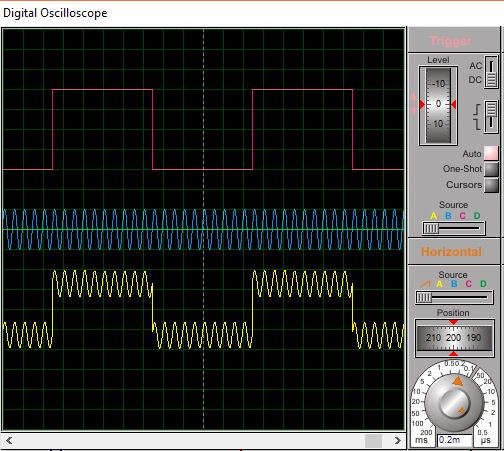 Digital Oscilloscope
Trigger
Level
AC
DC
-10
0
10
Auto
One-Shot
Cursors
Source
A B C D
Horizontal
Source
A B C D
Position
210 200 190
1 0.5 0.2
2
5
10
20
50
100
200
ms
0.2m
100
50
20
10
5
2
1
0.5
µs